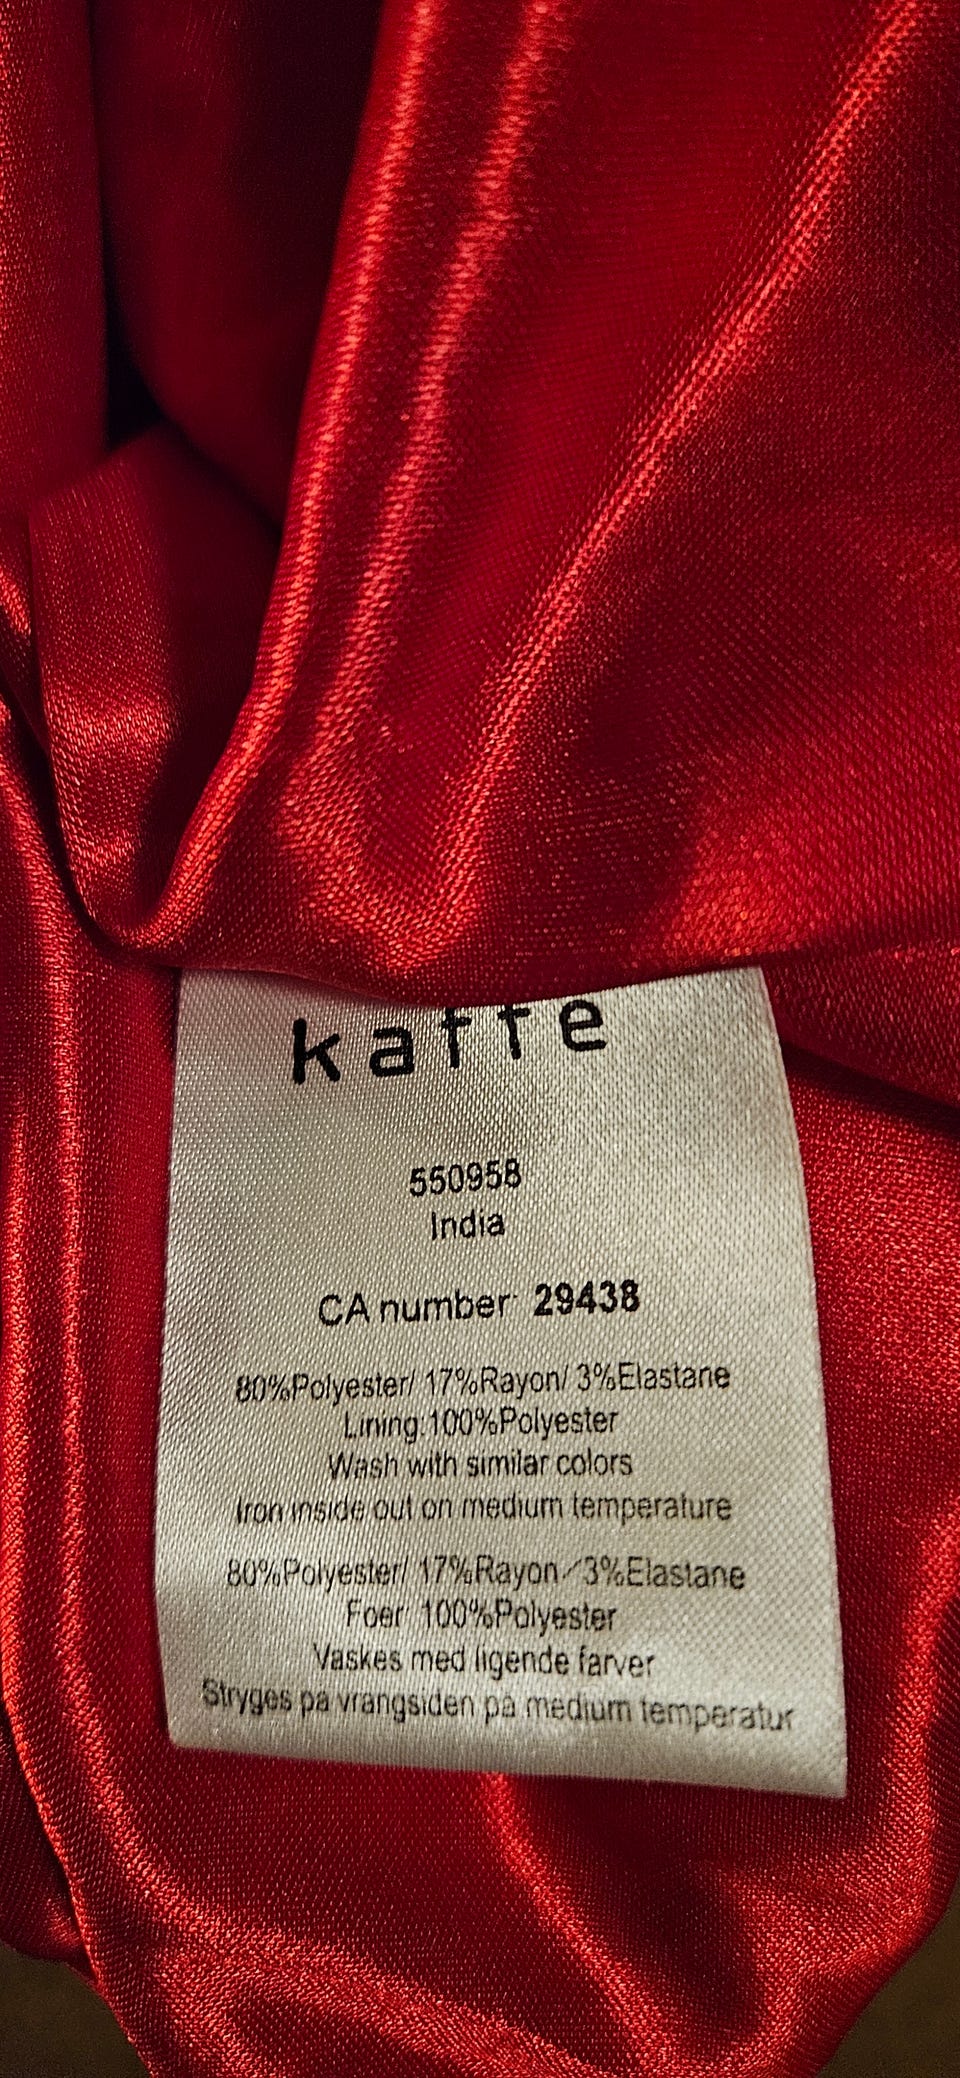 kaffe
550958
India
CA number: 29438
80%Polyester/ 17%Rayon/ 3%Elastane
Lining:100%Polyester
Wash with similar colors
Iron inside out on medium temperature
80%Polyester/ 17%Rayon/3%Elastane
Foer: 100%Polyester
Vaskes med ligende farver
Stryges på vrangsiden på medium temperatur